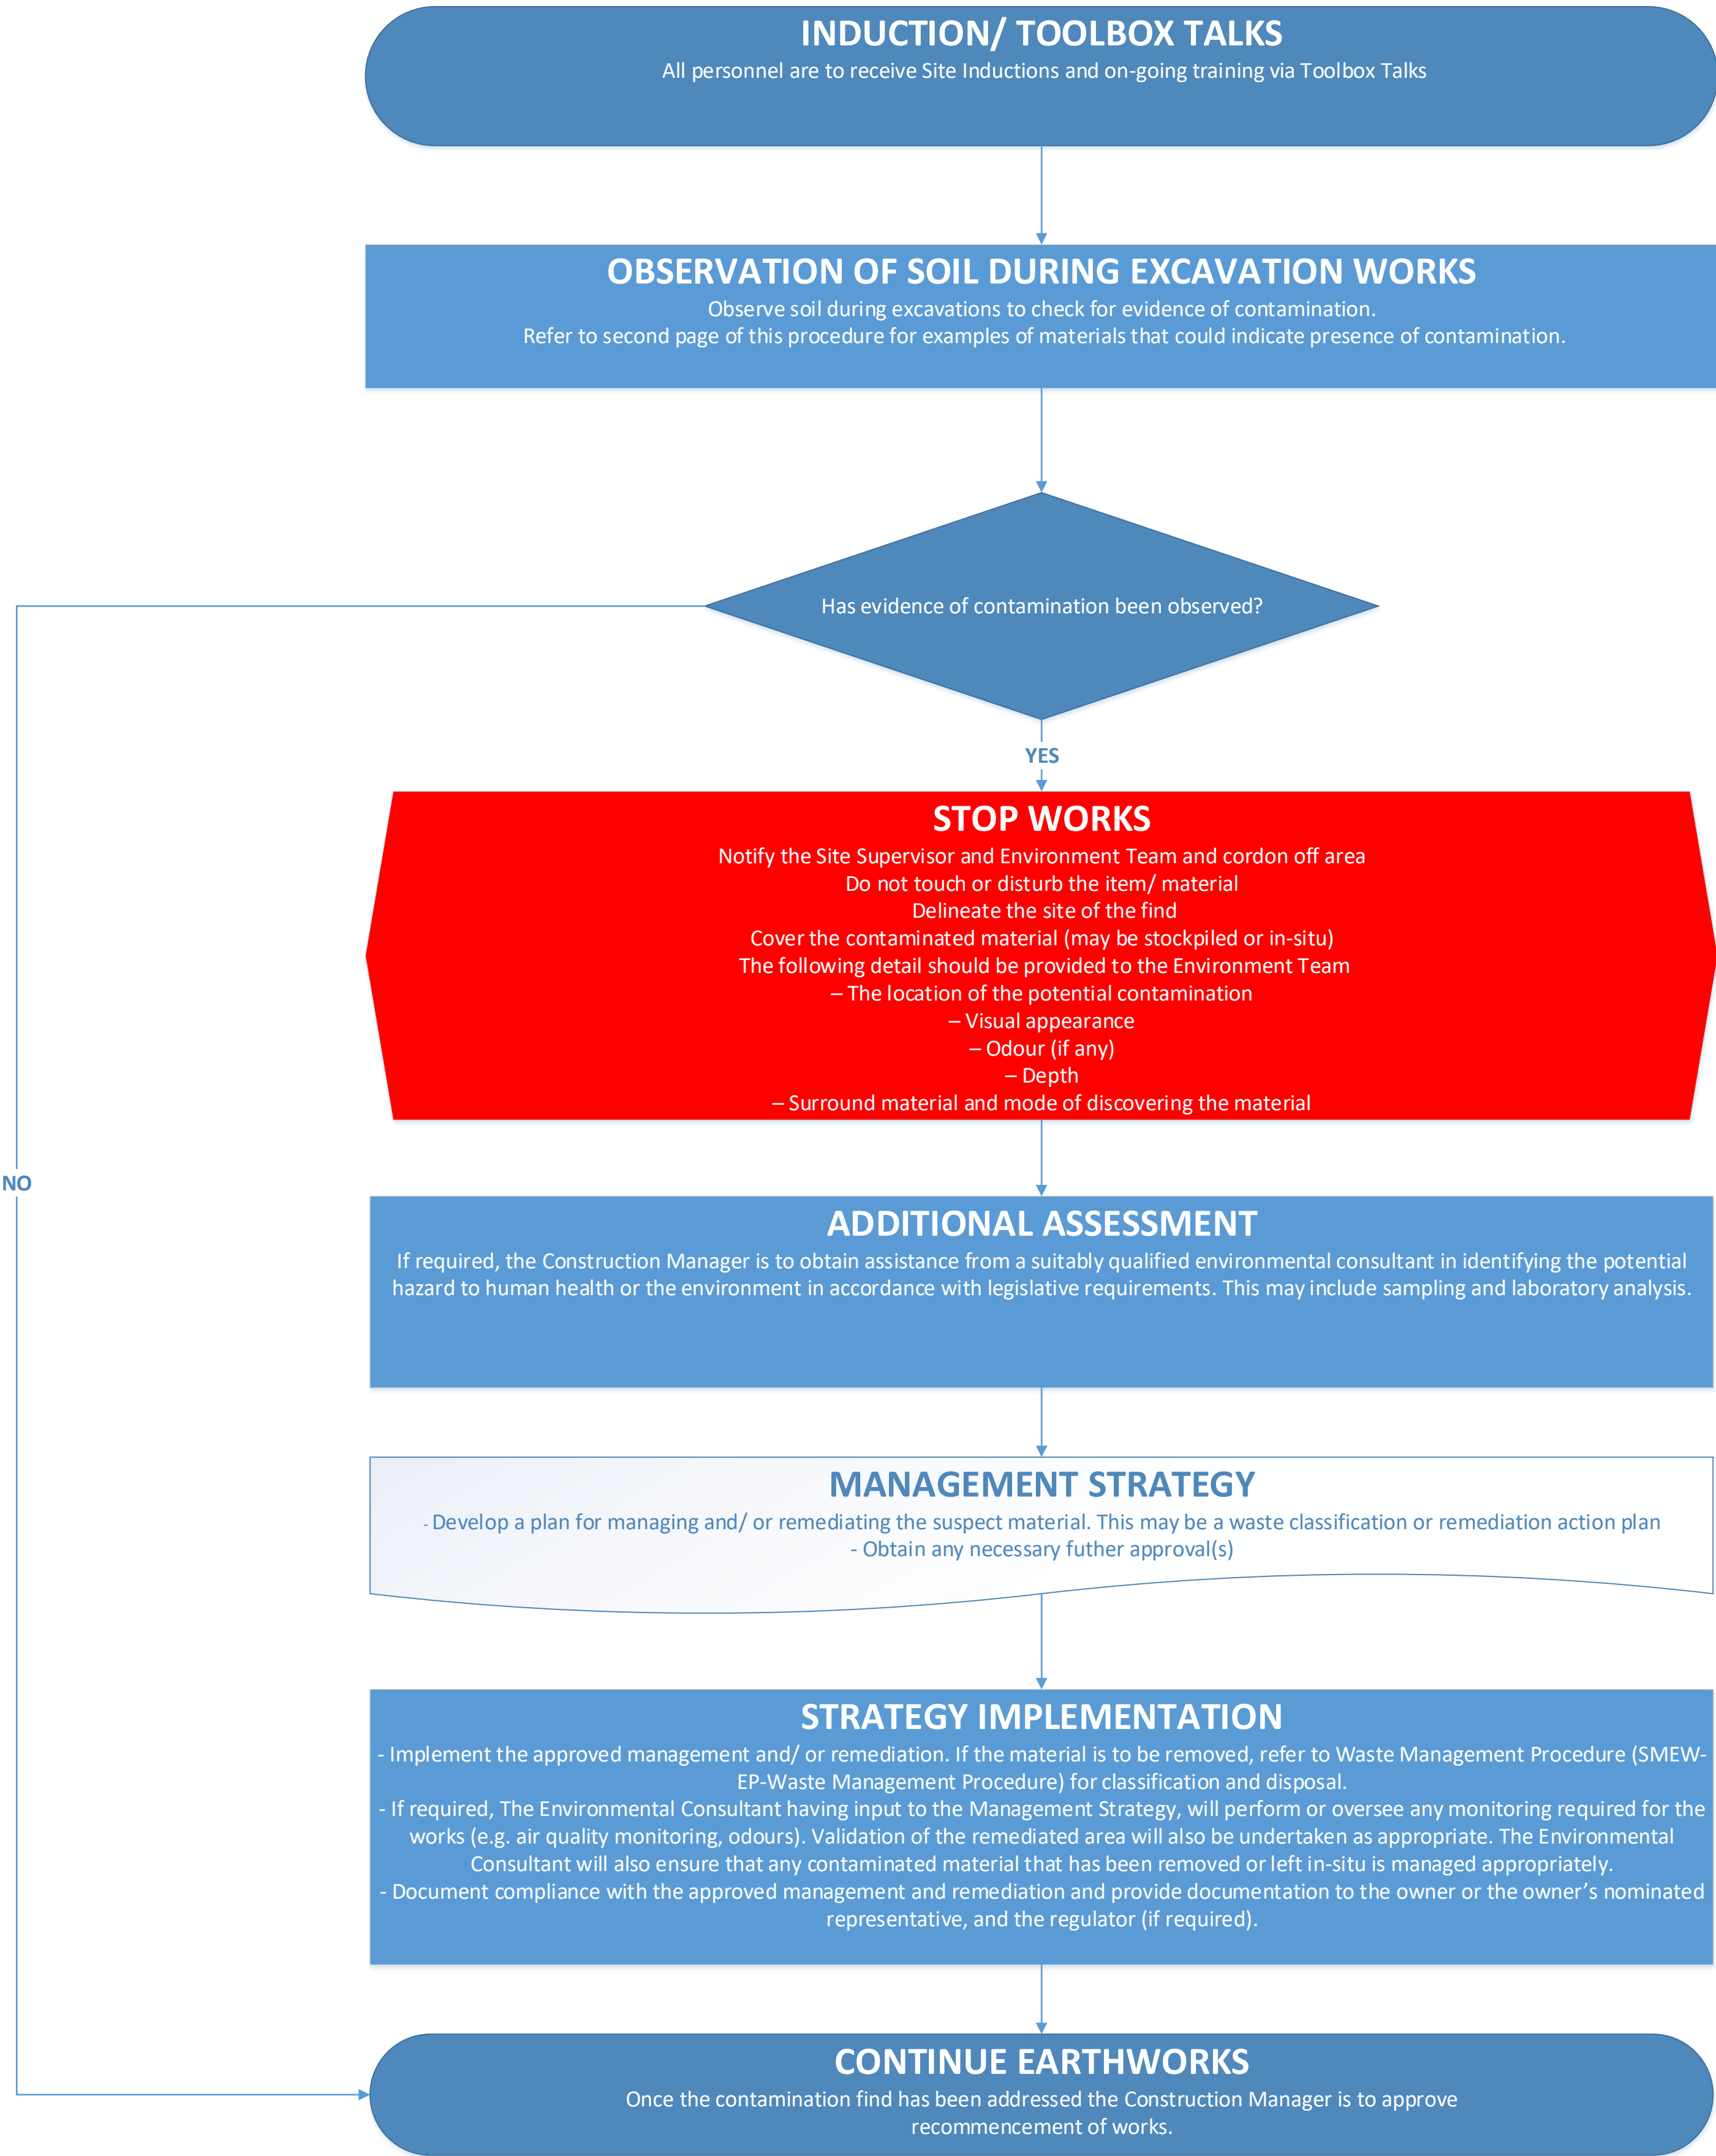 INDUCTION/ TOOLBOX TALKS
All personnel are to receive Site Inductions and on-going training via Toolbox Talks
OBSERVATION OF SOIL DURING EXCAVATION WORKS
Observe soil during excavations to check for evidence of contamination.
Refer to second page of this procedure for examples of materials that could indicate presence of contamination.
Has evidence of contamination been observed?
YES
STOP WORKS
Notify the Site Supervisor and Environment Team and cordon off area
Do not touch or disturb the item/ material
Delineate the site of the find
Cover the contaminated material (may be stockpiled or in-situ)
The following detail should be provided to the Environment Team
– The location of the potential contamination
– Visual appearance
– Odour (if any)
– Depth
– Surround material and mode of discovering the material
NO
ADDITIONAL ASSESSMENT
If required, the Construction Manager is to obtain assistance from a suitably qualified environmental consultant in identifying the potential
hazard to human health or the environment in accordance with legislative requirements. This may include sampling and laboratory analysis.
MANAGEMENT STRATEGY
- Develop a plan for managing and/ or remediating the suspect material. This may be a waste classification or remediation action plan
- Obtain any necessary futher approval(s)
STRATEGY IMPLEMENTATION
- Implement the approved management and/ or remediation. If the material is to be removed, refer to Waste Management Procedure (SMEW-
EP-Waste Management Procedure) for classification and disposal.
- If required, The Environmental Consultant having input to the Management Strategy, will perform or oversee any monitoring required for the
works (e.g. air quality monitoring, odours). Validation of the remediated area will also be undertaken as appropriate. The Environmental
Consultant will also ensure that any contaminated material that has been removed or left in-situ is managed appropriately.
- Document compliance with the approved management and remediation and provide documentation to the owner or the owner’s nominated
representative, and the regulator (if required).
CONTINUE EARTHWORKS
Once the contamination find has been addressed the Construction Manager is to approve
recommencement of works.